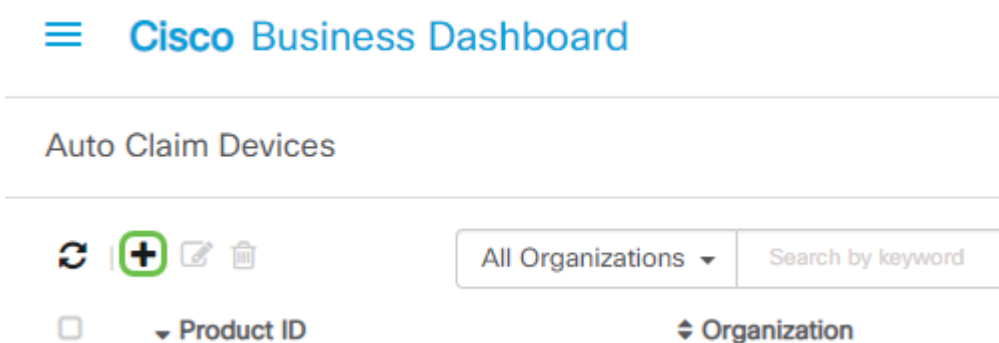 Cisco Business Dashboard
Auto Claim Devices
All Organizations Search by keyword
Product ID Organization